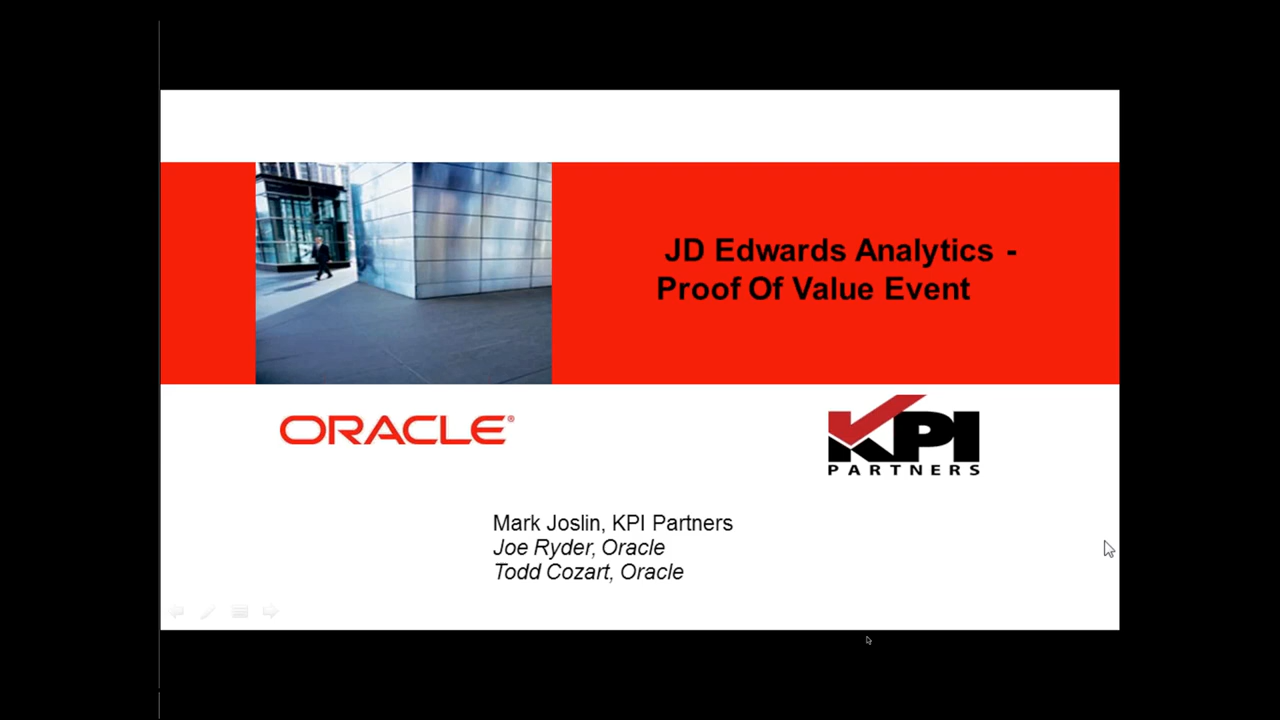 JD Edwards Analytics -
Proof Of Value Event
ORACLE®
KPI
PARTNERS
Mark Joslin, KPI Partners
Joe Ryder, Oracle
Todd Cozart, Oracle